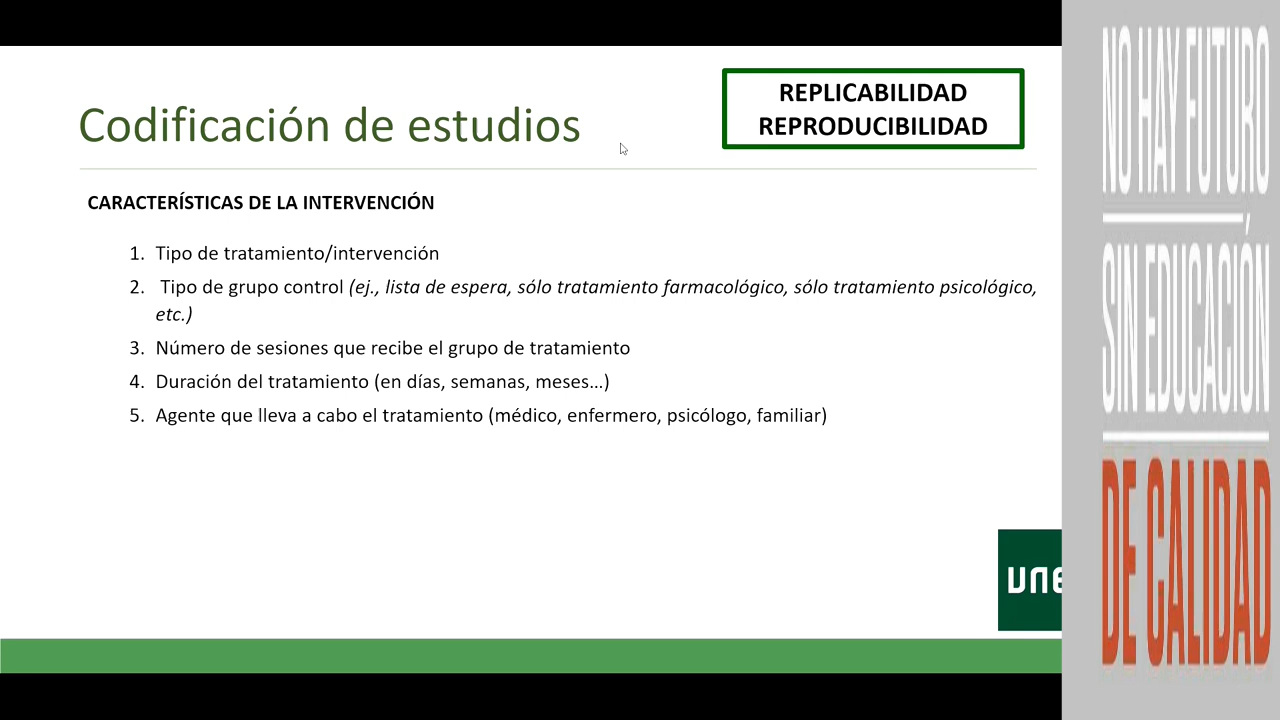 REPLICABILIDAD
REPRODUCIBILIDAD
Codificación de estudios
CARACTERÍSTICAS DE LA INTERVENCIÓN
1. Tipo de tratamiento/intervención
2. Tipo de grupo control (ej., lista de espera, sólo tratamiento farmacológico, sólo tratamiento psicológico,
etc.)
3. Número de sesiones que recibe el grupo de tratamiento
4. Duración del tratamiento (en días, semanas, meses…)
5. Agente que lleva a cabo el tratamiento (médico, enfermero, psicólogo, familiar)
NO HAY FUTURO
SIN EDUCACIÓN
DE CALIDAD